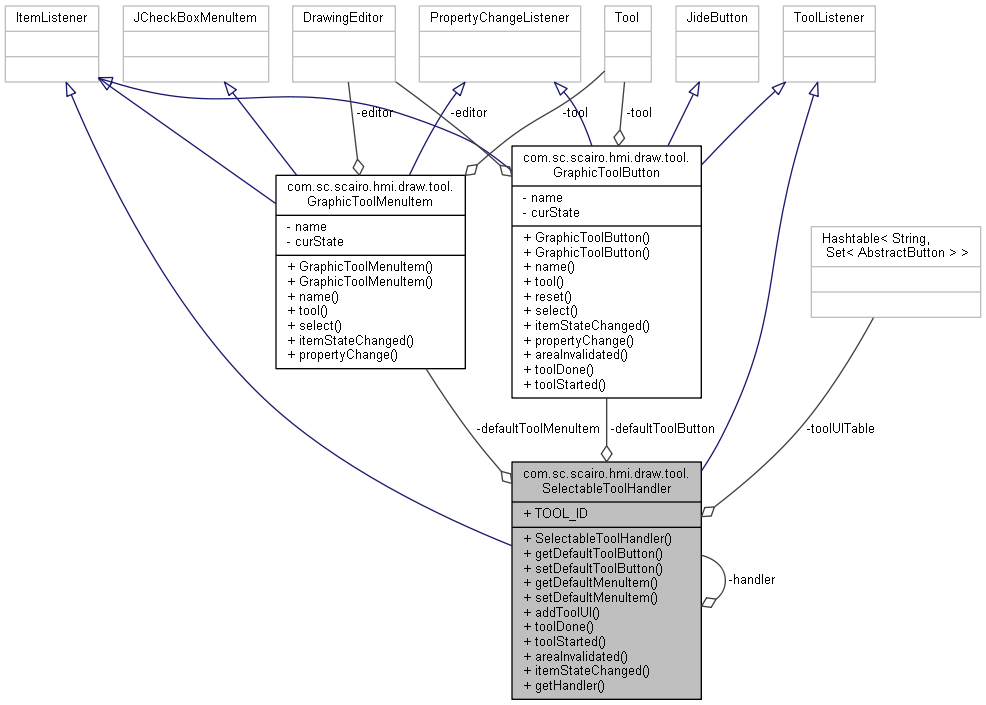 ItemListener
JCheckBoxMenuItem
DrawingEditor
PropertyChangeListener
Tool
JideButton
ToolListener
-editor
-editor
-tool
-tool
com.sc.scairo.hmi.draw.tool.
GraphicToolMenuItem
- name
- curState
+ GraphicToolMenuItem()
+ GraphicToolMenuItem()
+ name()
+ tool()
+ select()
+ itemStateChanged()
+ propertyChange()
com.sc.scairo.hmi.draw.tool.
GraphicToolButton
- name
- curState
+ GraphicToolButton()
+ GraphicToolButton()
+ name()
+ tool()
+ reset()
+ select()
+ itemStateChanged()
+ propertyChange()
+ areaInvalidated()
+ toolDone()
+ toolStarted()
Hashtable< String,
Set< AbstractButton > >
-defaultToolMenuItem
-defaultToolButton
-toolUITable
com.sc.scairo.hmi.draw.tool.
SelectableToolHandler
+ TOOL_ID
+ SelectableToolHandler()
+ getDefaultToolButton()
+ setDefaultToolButton()
+ getDefaultMenuItem()
+ setDefaultMenuItem()
+ addToolUI()
+ toolDone()
+ toolStarted()
+ areaInvalidated()
+ itemStateChanged()
+ getHandler()
-handler